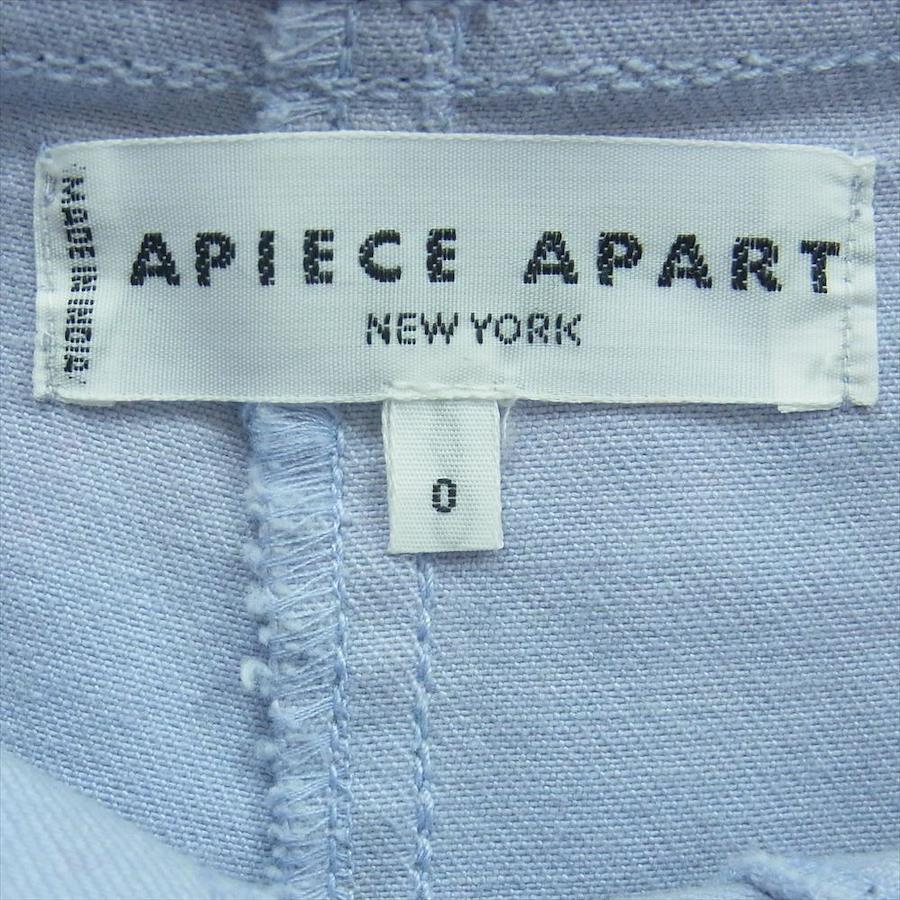 MADE IN INDIA
APIECE APART
NEW YORK
0